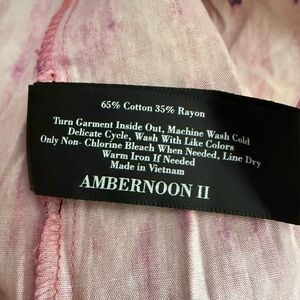 65% Cotton 35% Rayon
Turn Garment Inside Out, Machine Wash Cold
Delicate Cycle, Wash With Like Colors
Only Non- Chlorine Bleach When Needed, Line Dry
Warm Iron If Needed
Made in Vietnam
AMBERNOON II